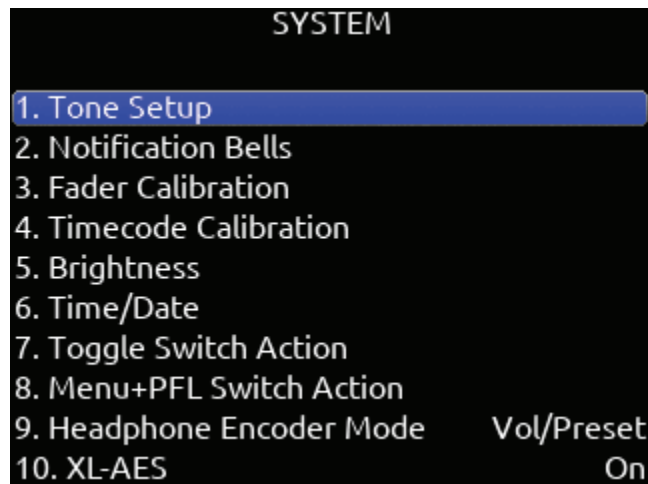 SYSTEM
1. Tone Setup
2. Notification Bells
3. Fader Calibration
4. Timecode Calibration
5. Brightness
6. Time/Date
7. Toggle Switch Action
8. Menu+PFL Switch Action
9. Headphone Encoder Mode Vol/Preset
10. XL-AES On